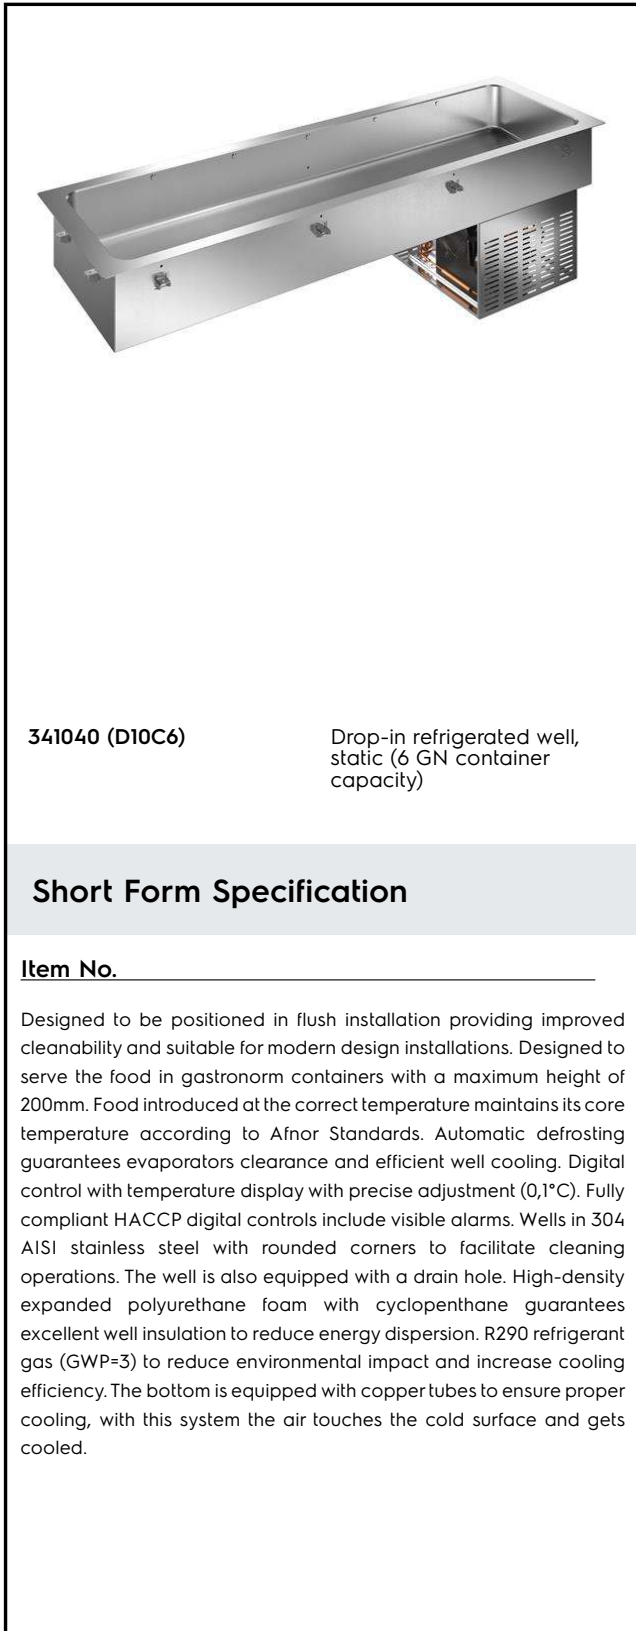 341040 (D10C6)
Drop-in refrigerated well,
static (6 GN container
capacity)
Short Form Specification
Item No.
Designed to be positioned in flush installation providing improved
cleanability and suitable for modern design installations. Designed to
serve the food in gastronorm containers with a maximum height of
200mm. Food introduced at the correct temperature maintains its core
temperature according to Afnor Standards. Automatic defrosting
guarantees evaporators clearance and efficient well cooling. Digital
control with temperature display with precise adjustment (0,1°C). Fully
compliant HACCP digital controls include visible alarms. Wells in 304
AISI stainless steel with rounded corners to facilitate cleaning
operations. The well is also equipped with a drain hole. High-density
expanded polyurethane foam with cyclopenthane guarantees
excellent well insulation to reduce energy dispersion. R290 refrigerant
gas (GWP=3) to reduce environmental impact and increase cooling
efficiency. The bottom is equipped with copper tubes to ensure proper
cooling, with this system the air touches the cold surface and gets
cooled.